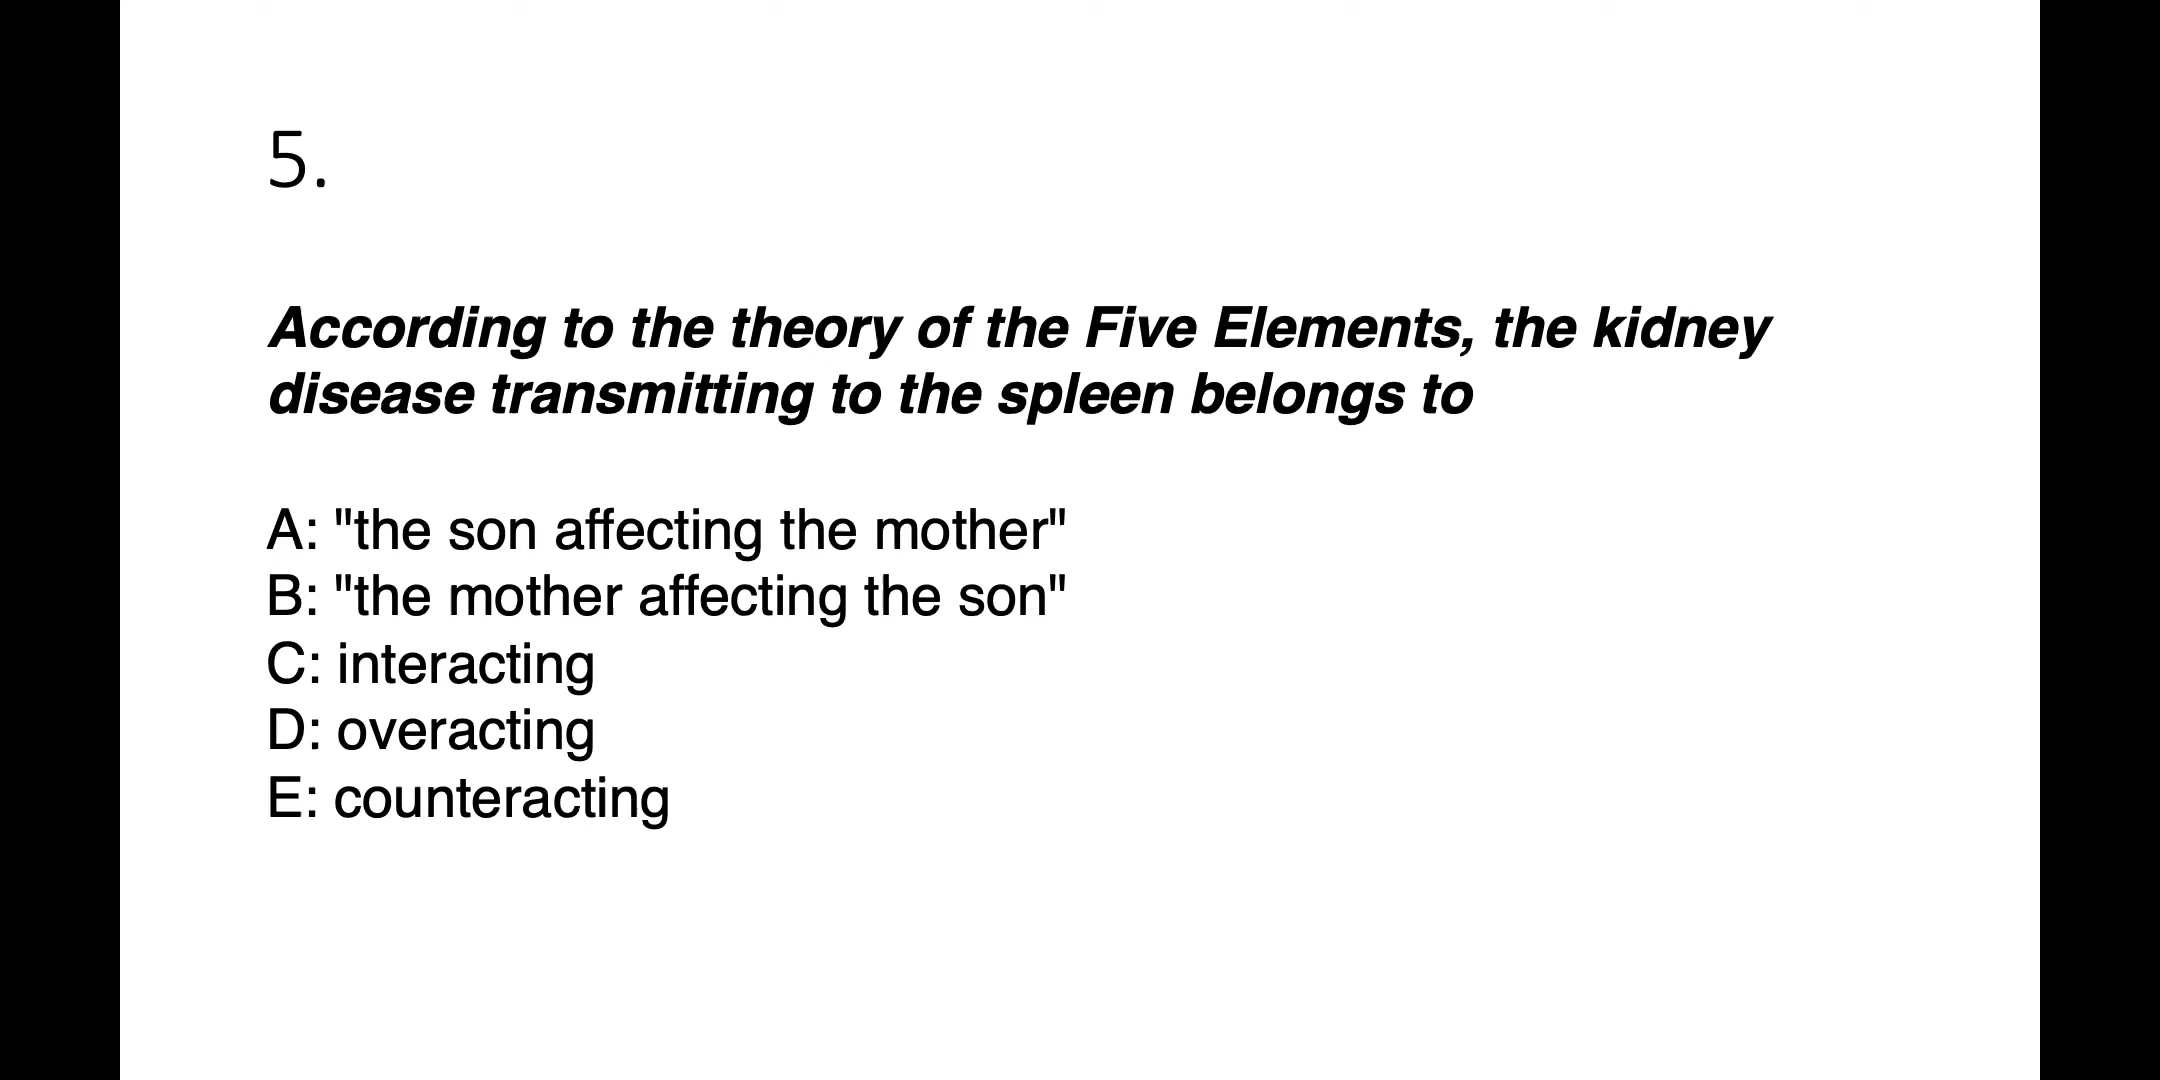 5.
According to the theory of the Five Elements, the kidney
disease transmitting to the spleen belongs to
A: "the son affecting the mother"
B: "the mother affecting the son"
C: interacting
D: overacting
E: counteracting